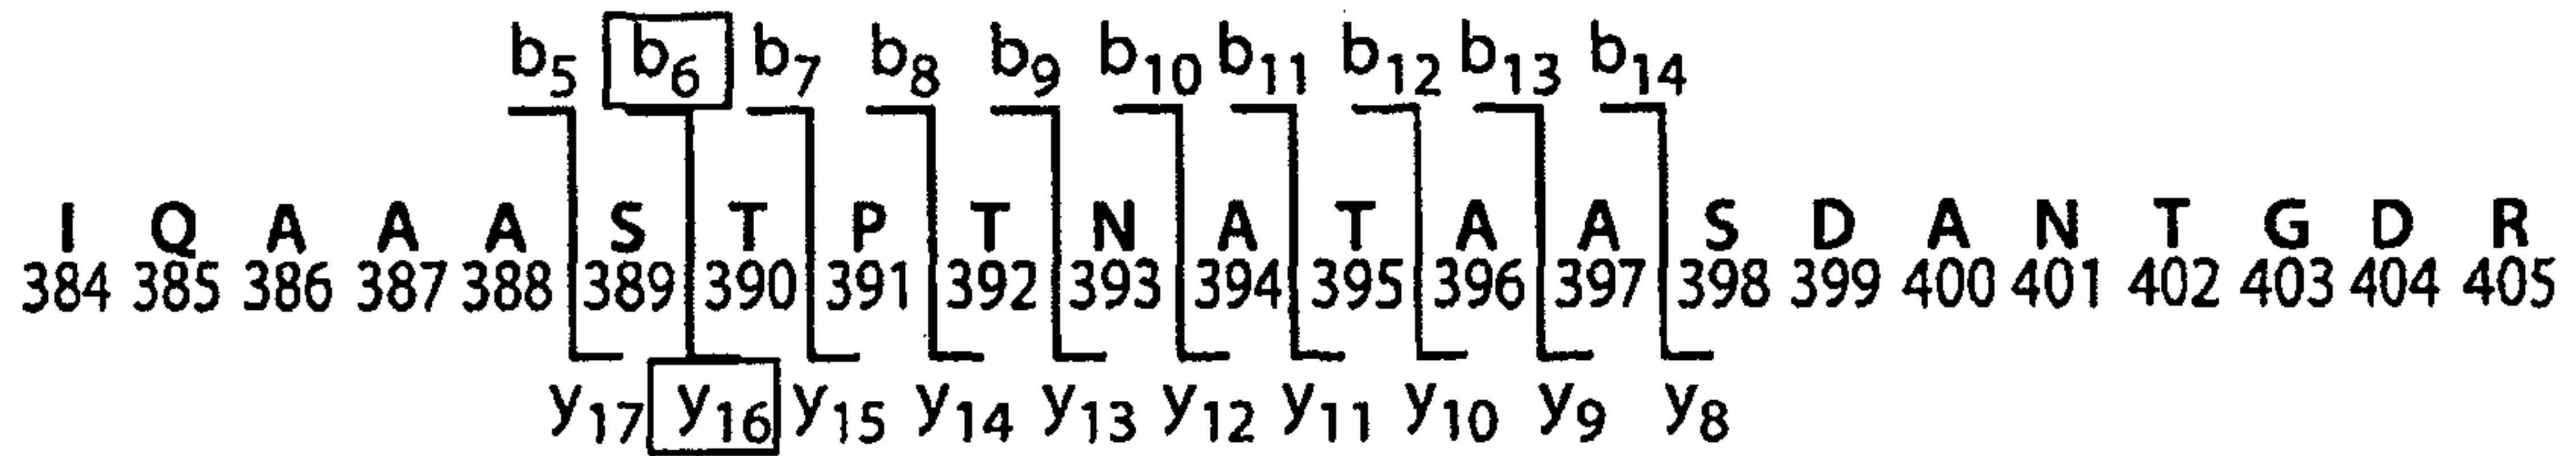 b5 b6 b7 b8 b9 b10 b11 b12 b13 b14
I Q A A A S T P T N A T A A S D A N T G D R
384 385 386 387 388 389 390 391 392 393 394 395 396 397 398 399 400 401 402 403 404 405
y17 y16 y15 y14 y13 y12 y11 y10 y9 y8